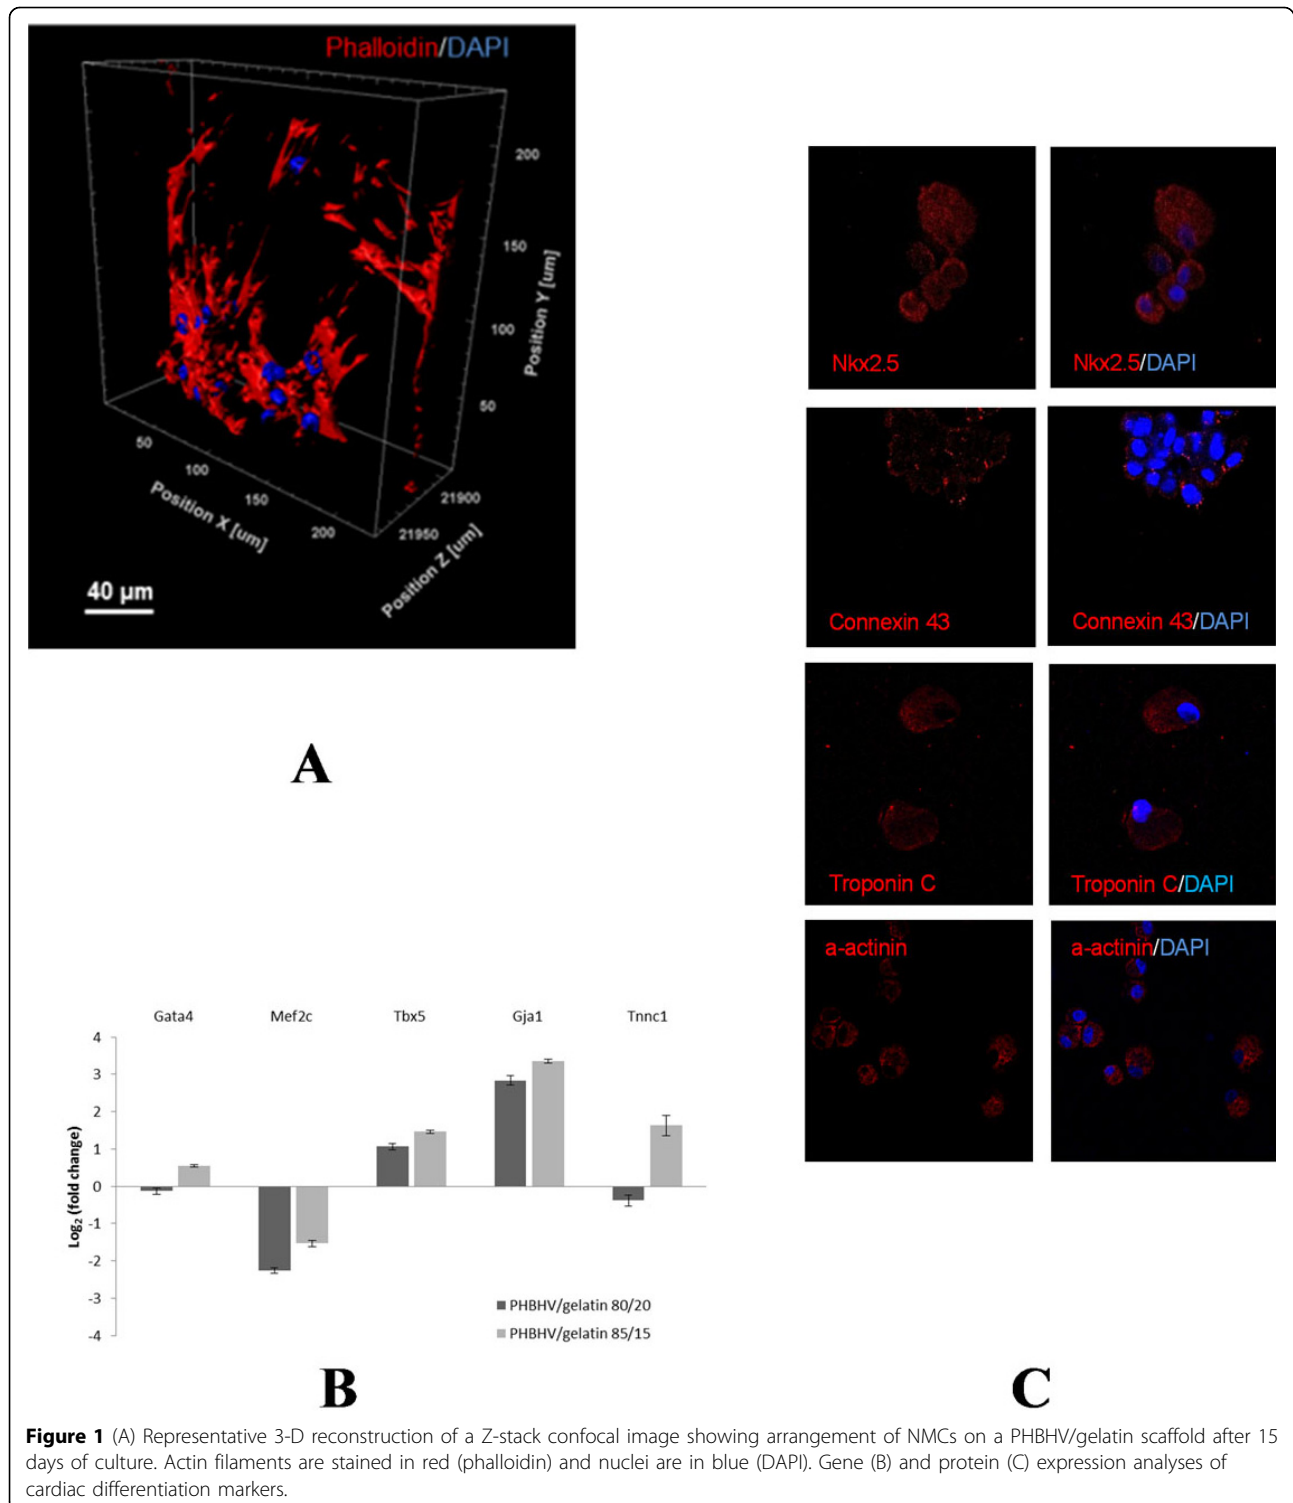 Phalloidin/DAPI
200
150
100
50
Position Y [um]
50
100
150
200
Position X [um]
21900
21950
Position Z [um]
40 µm
A
Nkx2.5
Nkx2.5/DAPI
Connexin 43
Connexin 43/DAPI
Troponin C
Troponin C/DAPI
a-actinin
a-actinin/DAPI
Gata4 Mef2c Tbx5 Gja1 Tnnc1
4
3
2
1
0
-1
-2
-3
-4
Log2 (fold change)
PHBHV/gelatin 80/20
PHBHV/gelatin 85/15
B
C
Figure 1 (A) Representative 3-D reconstruction of a Z-stack confocal image showing arrangement of NMCs on a PHBHV/gelatin scaffold after 15
days of culture. Actin filaments are stained in red (phalloidin) and nuclei are in blue (DAPI). Gene (B) and protein (C) expression analyses of
cardiac differentiation markers.